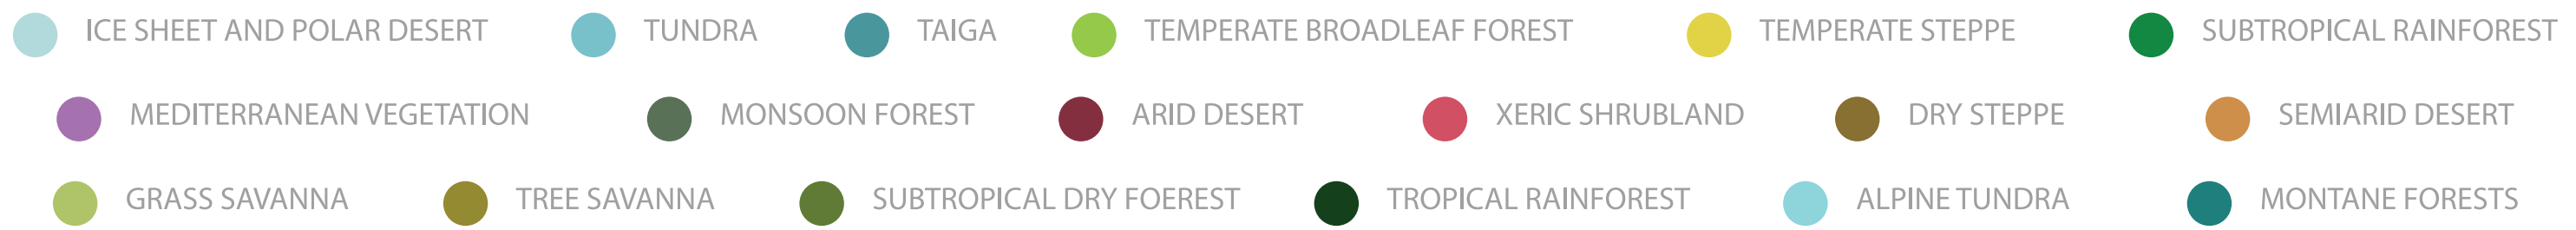 ICE SHEET AND POLAR DESERT TUNDRA TAIGA TEMPERATE BROADLEAF FOREST TEMPERATE STEPPE SUBTROPICAL RAINFOREST
MEDITERRANEAN VEGETATION MONSOON FOREST ARID DESERT XERIC SHRUBLAND DRY STEPPE SEMIARID DESERT
GRASS SAVANNA TREE SAVANNA SUBTROPICAL DRY FOEREST TROPICAL RAINFOREST ALPINE TUNDRA MONTANE FORESTS